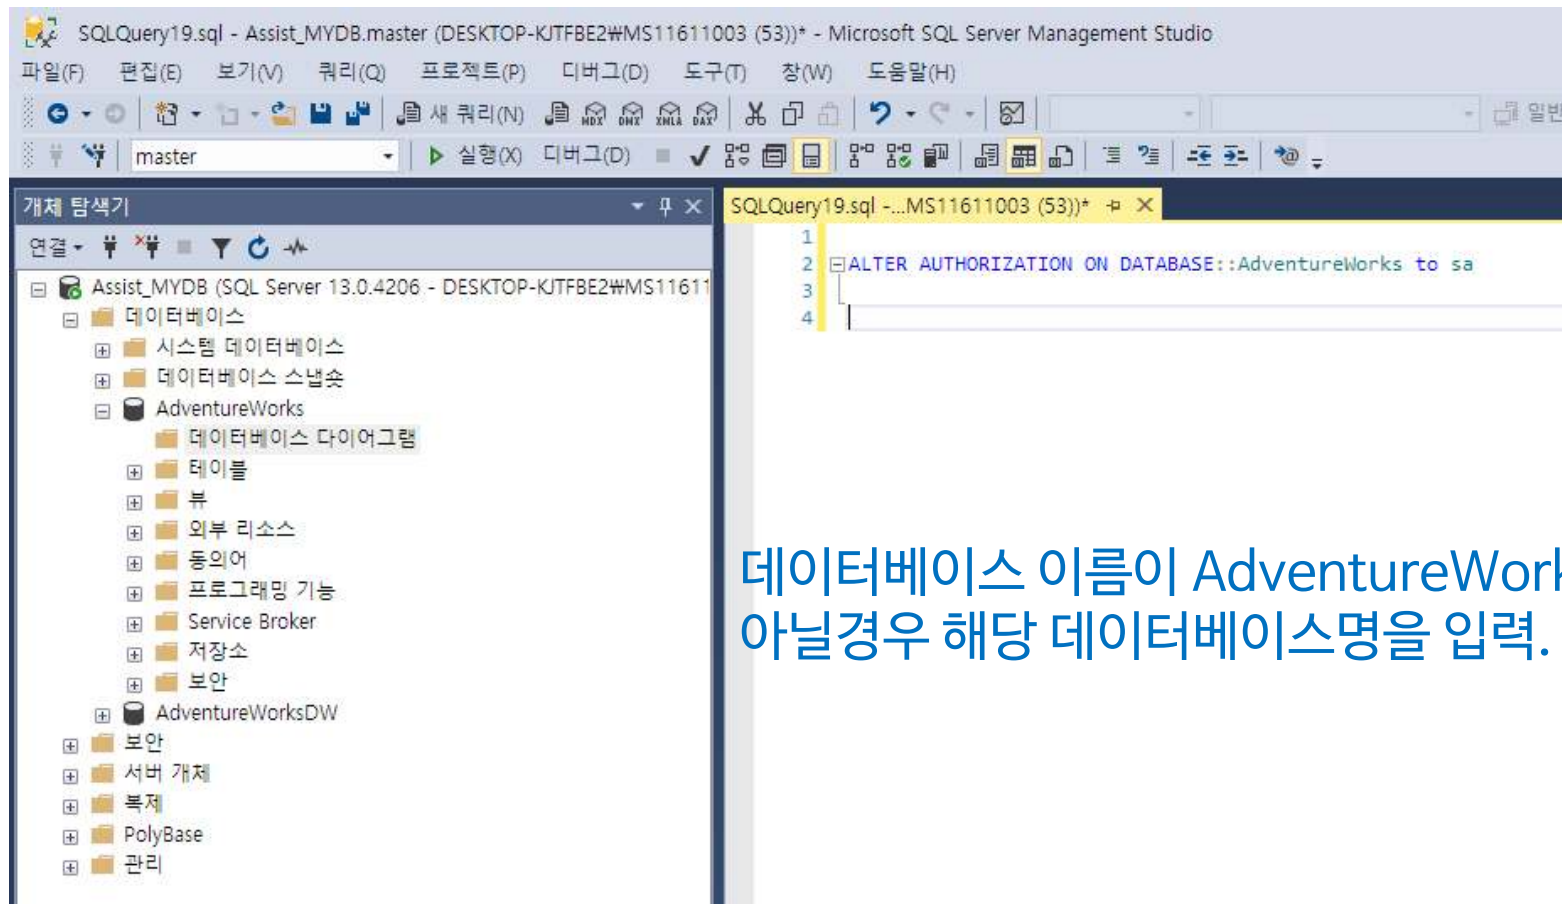 SQLQuery19.sql - Assist_MYDB.master (DESKTOP-KJTFBE2₩MS11611003 (53))* - Microsoft SQL Server Management Studio
파일(F) 편집(E) 보기(V) 쿼리(Q) 프로젝트(P) 디버그(D) 도구(T) 창(W) 도움말(H)
새 쿼리(N) MDX DMX XMLA DAX 일반
master 실행(X) 디버그(D)
개체 탐색기
SQLQuery19.sql -...MS11611003 (53))*
연결
Assist_MYDB (SQL Server 13.0.4206 - DESKTOP-KJTFBE2₩MS11611
데이터베이스
시스템 데이터베이스
데이터베이스 스냅숏
AdventureWorks
데이터베이스 다이어그램
테이블
뷰
외부 리소스
동의어
프로그래밍 기능
Service Broker
저장소
보안
AdventureWorksDW
보안
서버 개체
복제
PolyBase
관리
1
2 ALTER AUTHORIZATION ON DATABASE::AdventureWorks to sa
3
4
데이터베이스 이름이 AdventureWork
아닐경우 해당 데이터베이스명을 입력.